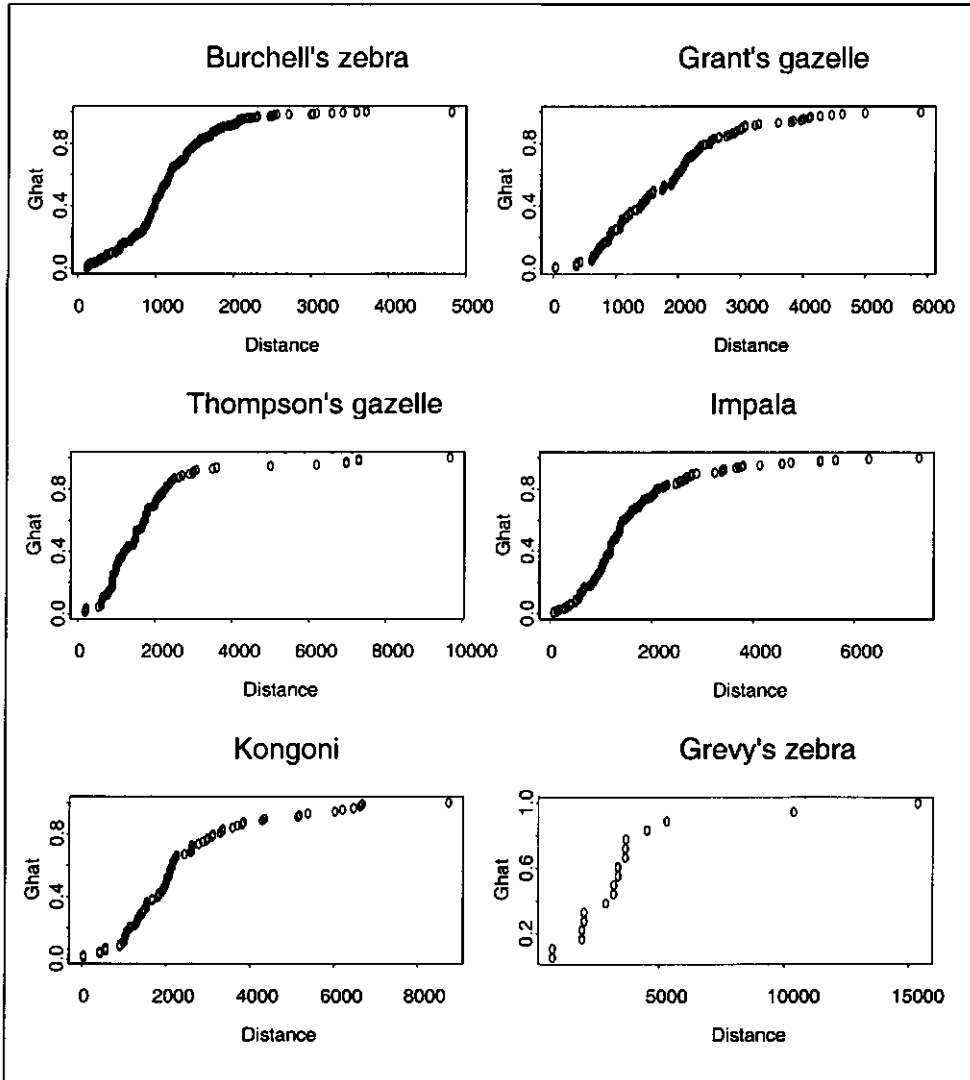 Burchell's zebra
Ghat
0.0 0.4 0.8
0 1000 2000 3000 4000 5000
Distance
Grant's gazelle
Ghat
0.0 0.4 0.8
0 1000 2000 3000 4000 5000 6000
Distance
Thompson's gazelle
Ghat
0.0 0.4 0.8
0 2000 4000 6000 8000 10000
Distance
Impala
Ghat
0.0 0.4 0.8
0 2000 4000 6000
Distance
Kongoni
Ghat
0.0 0.4 0.8
0 2000 4000 6000 8000
Distance
Grevy's zebra
Ghat
0.2 0.6 1.0
5000 10000 15000
Distance